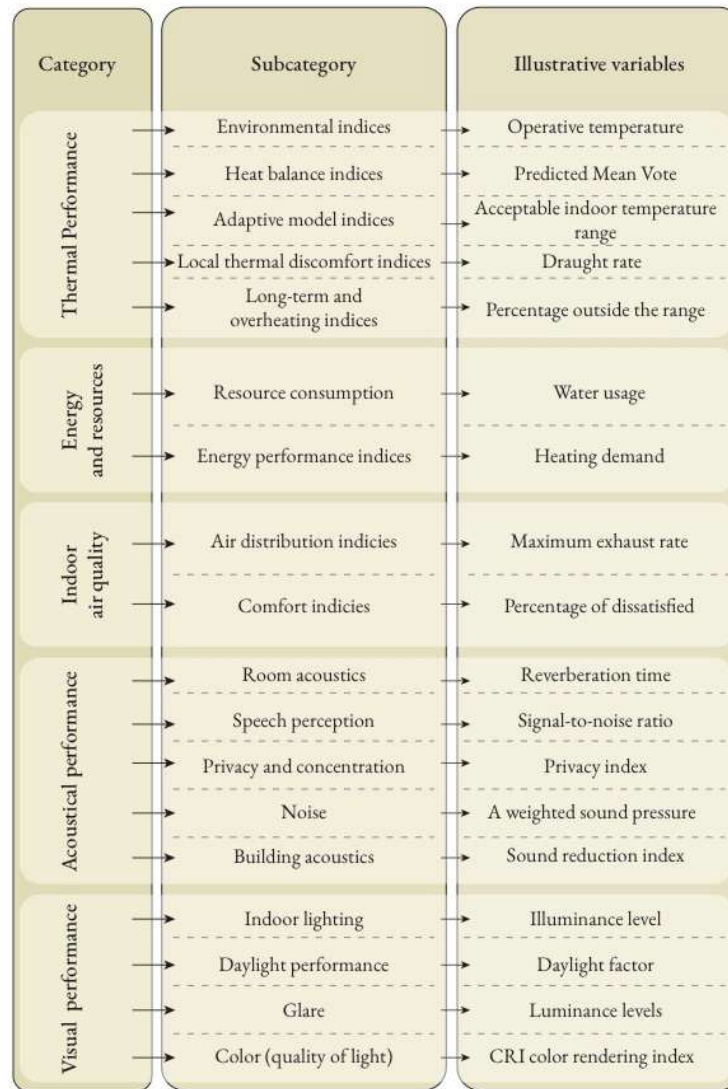 Category
Subcategory
Illustrative variables
Thermal Performance
Environmental indices
Operative temperature
Heat balance indices
Predicted Mean Vote
Adaptive model indices
Acceptable indoor temperature
range
Local thermal discomfort indices
Draught rate
Long-term and
overheating indices
Percentage outside the range
Energy
and resources
Resource consumption
Water usage
Energy performance indices
Heating demand
Indoor
air quality
Air distribution indicies
Maximum exhaust rate
Comfort indicies
Percentage of dissatisfied
Acoustical performance
Room acoustics
Reverberation time
Speech perception
Signal-to-noise ratio
Privacy and concentration
Privacy index
Noise
A weighted sound pressure
Building acoustics
Sound reduction index
Visual performance
Indoor lighting
Illuminance level
Daylight performance
Daylight factor
Glare
Luminance levels
Color (quality of light)
CRI color rendering index